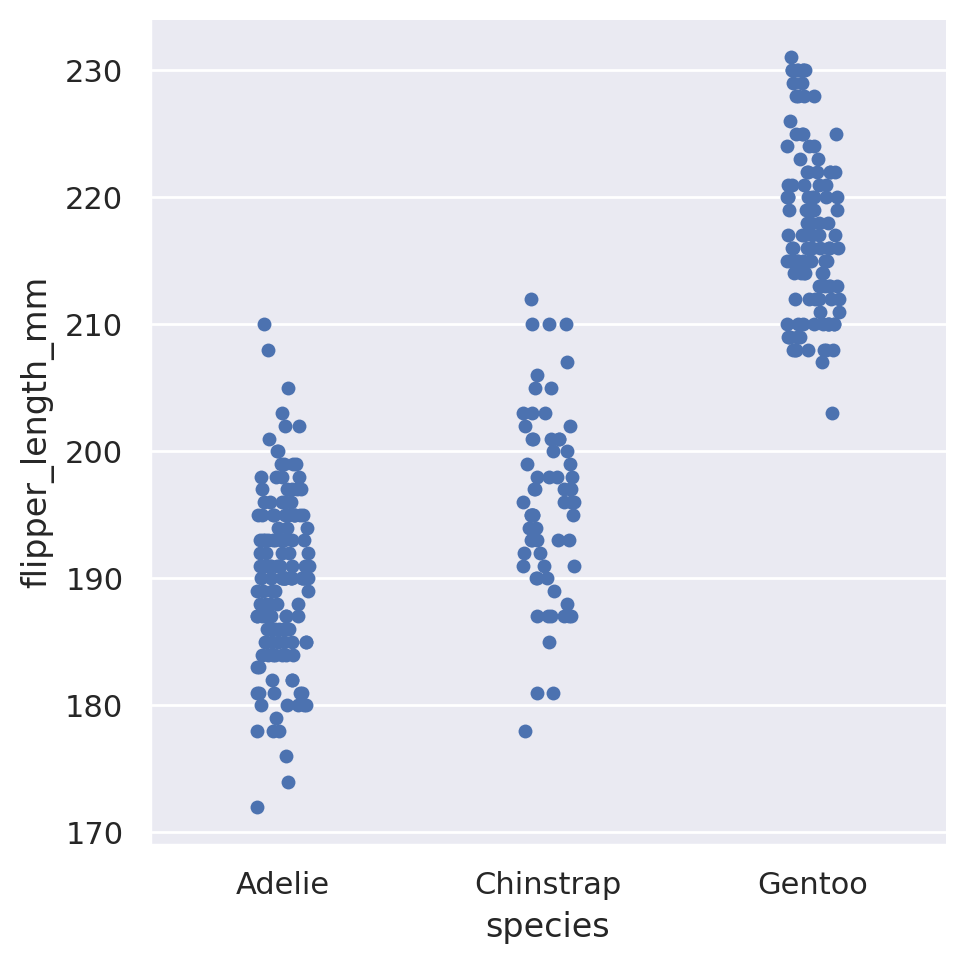 flipper_length_mm
230
220
210
200
190
180
170
Adelie
Chinstrap
Gentoo
species